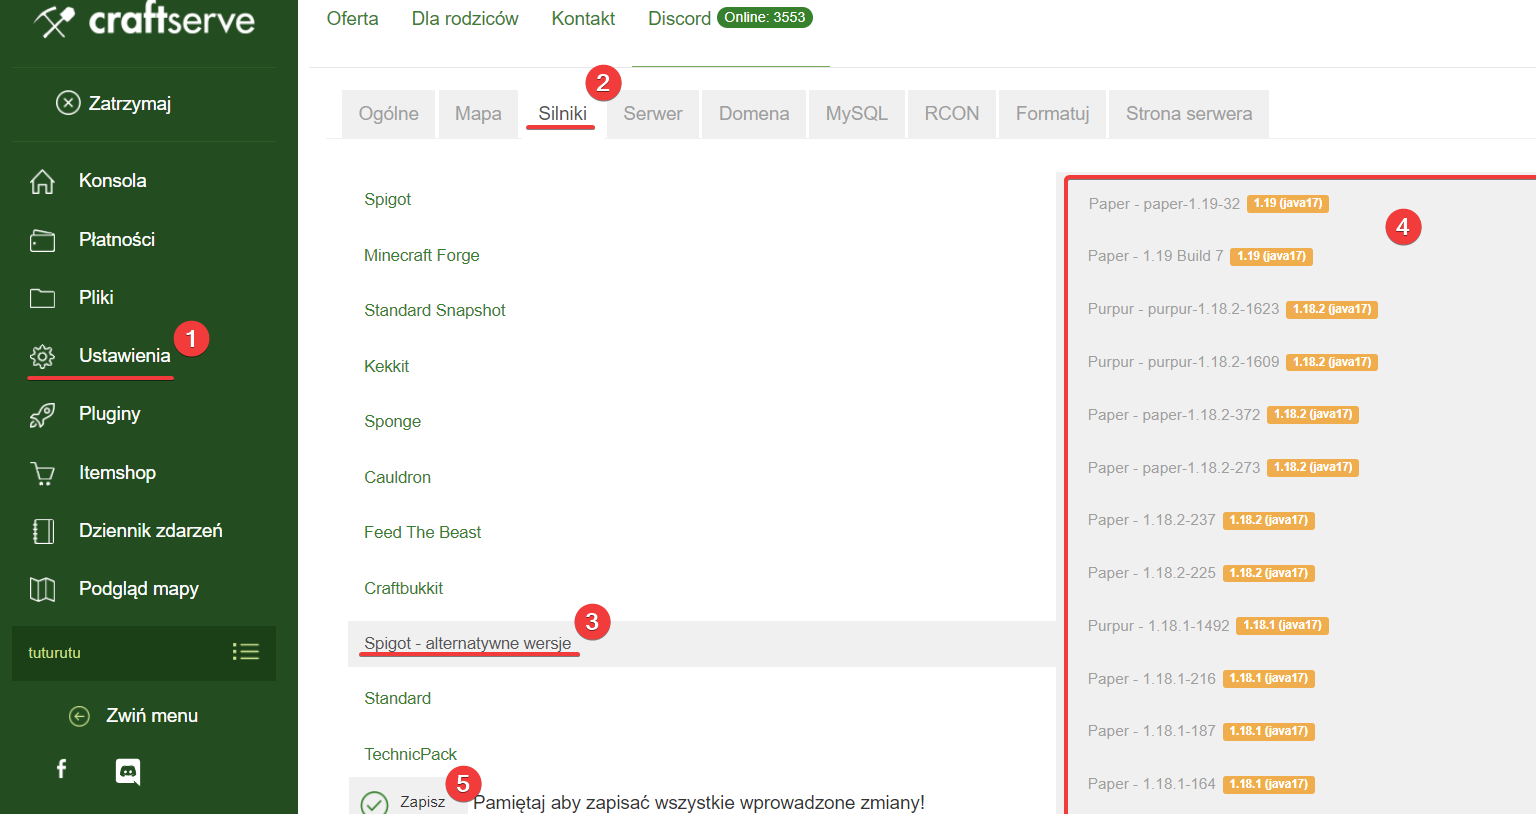 craftserve
Zatrzymaj
Konsola
Płatności
Pliki
Ustawienia 1
Pluginy
Itemshop
Dziennik zdarzeń
Podgląd mapy
tuturutu
Zwiń menu
f
Oferta Dla rodziców Kontakt Discord Online: 3553
2
Ogólne Mapa Silniki Serwer Domena MySQL RCON Formatuj Strona serwera
Spigot
Minecraft Forge
Standard Snapshot
Kekkit
Sponge
Cauldron
Feed The Beast
Craftbukkit
Spigot - alternatywne wersje 3
Standard
TechnicPack
Zapisz 5 Pamiętaj aby zapisać wszystkie wprowadzone zmiany!
4
Paper - paper-1.19-32 1.19 (java17)
Paper - 1.19 Build 7 1.19 (java17)
Purpur - purpur-1.18.2-1623 1.18.2 (java17)
Purpur - purpur-1.18.2-1609 1.18.2 (java17)
Paper - paper-1.18.2-372 1.18.2 (java17)
Paper - paper-1.18.2-273 1.18.2 (java17)
Paper - 1.18.2-237 1.18.2 (java17)
Paper - 1.18.2-225 1.18.2 (java17)
Purpur - 1.18.1-1492 1.18.1 (java17)
Paper - 1.18.1-216 1.18.1 (java17)
Paper - 1.18.1-187 1.18.1 (java17)
Paper - 1.18.1-164 1.18.1 (java17)